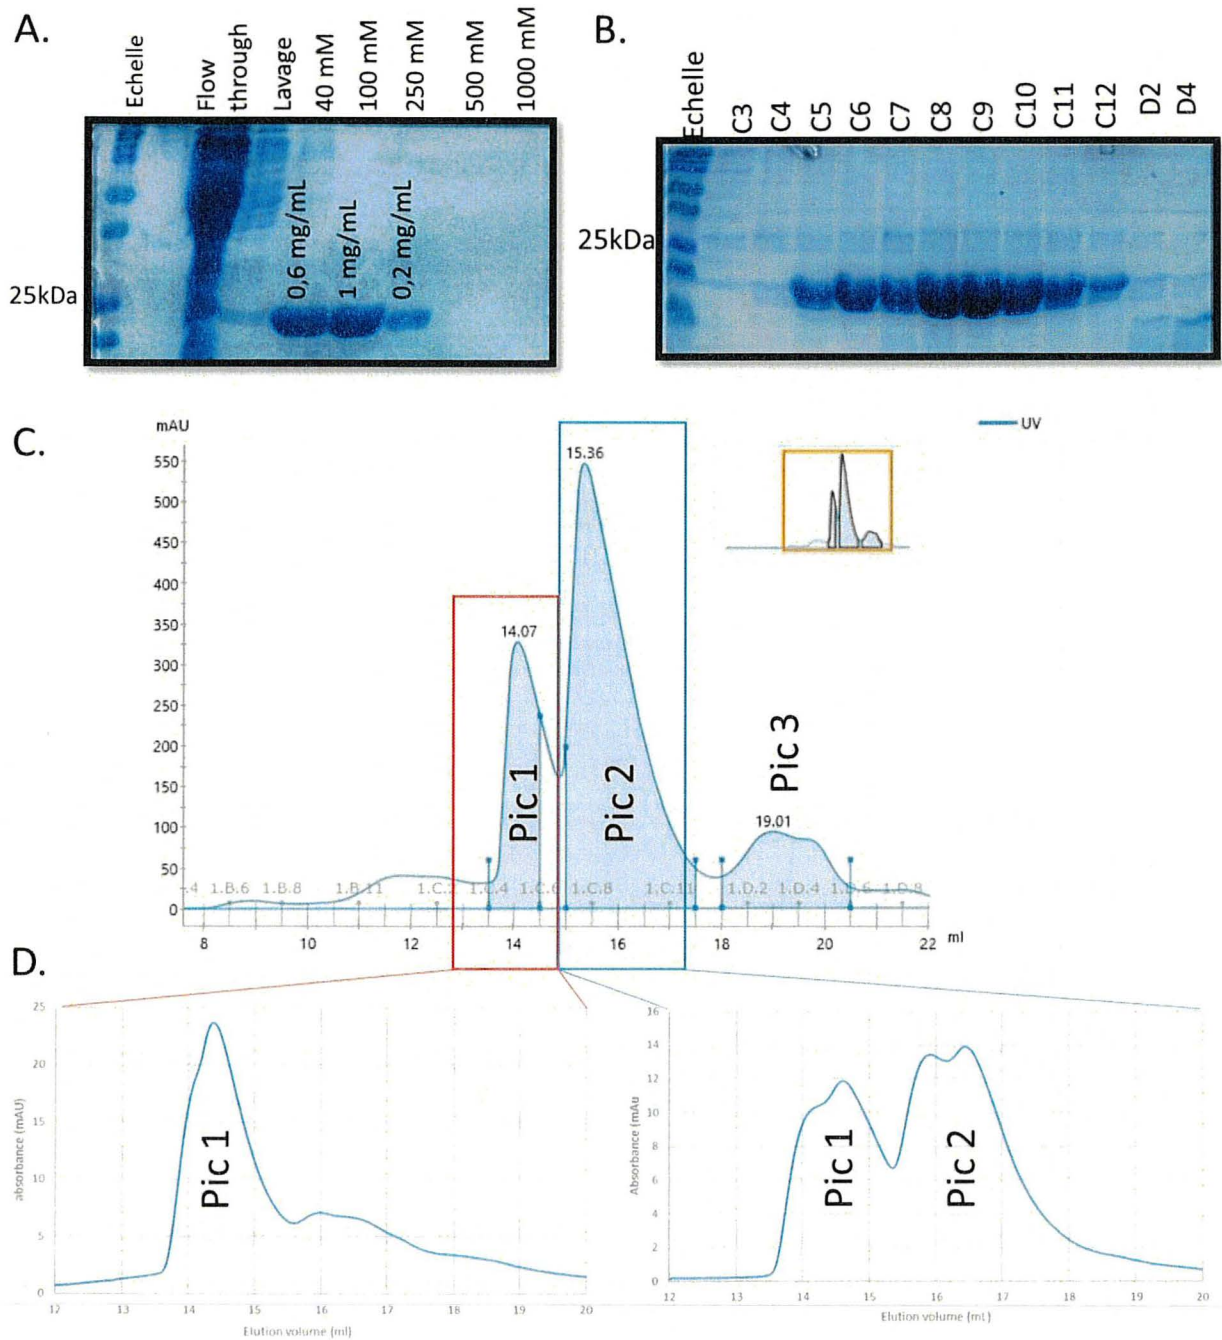 A.
Echelle
Flow
through
Lavage
40 mM
100 mM
250 mM
500 mM
1000 mM
25kDa
0,6 mg/mL
1 mg/mL
0,2 mg/mL
B.
Echelle
C3
C4
C5
C6
C7
C8
C9
C10
C11
C12
D2
D4
25kDa
C.
mAU
UV
550
500
450
400
350
300
250
200
150
100
50
0
15.36
14.07
19.01
Pic 1
Pic 2
Pic 3
.4 1.B.6 1.B.8 1.B.11 1.C.2 1.C.4 1.C.6 1.C.8 1.C.11 1.D.2 1.D.4 1.D.6 1.D.8
8 10 12 14 16 18 20 22 ml
D.
25
20
15
10
5
0
absorbance (mAU)
Pic 1
12 13 14 15 16 17 18 19 20
Elution volume (ml)
16
14
12
10
8
6
4
2
0
Absorbance (mAu
Pic 1
Pic 2
12 13 14 15 16 17 18 19 20
Elution volume (mL)